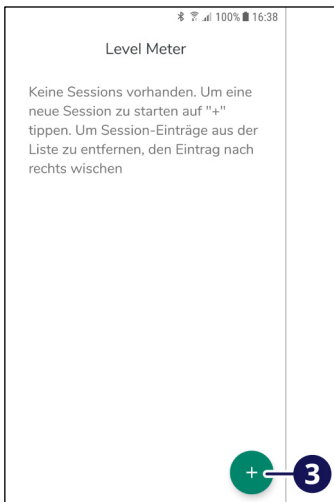 100% 16:38
Level Meter
Keine Sessions vorhanden. Um eine
neue Session zu starten auf "+"
tippen. Um Session-Einträge aus der
Liste zu entfernen, den Eintrag nach
rechts wischen
+ 3